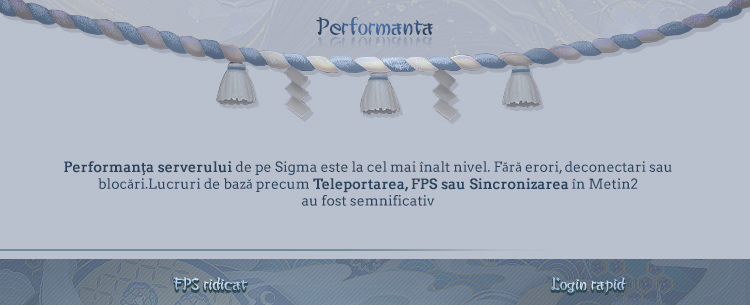 Performanta
Performanţa serverului de pe Sigma este la cel mai înalt nivel. Fără erori, deconectari sau
blocări.Lucruri de bază precum Teleportarea, FPS sau Sincronizarea în Metin2
au fost semnificativ
FPS ridicat
Login rapid